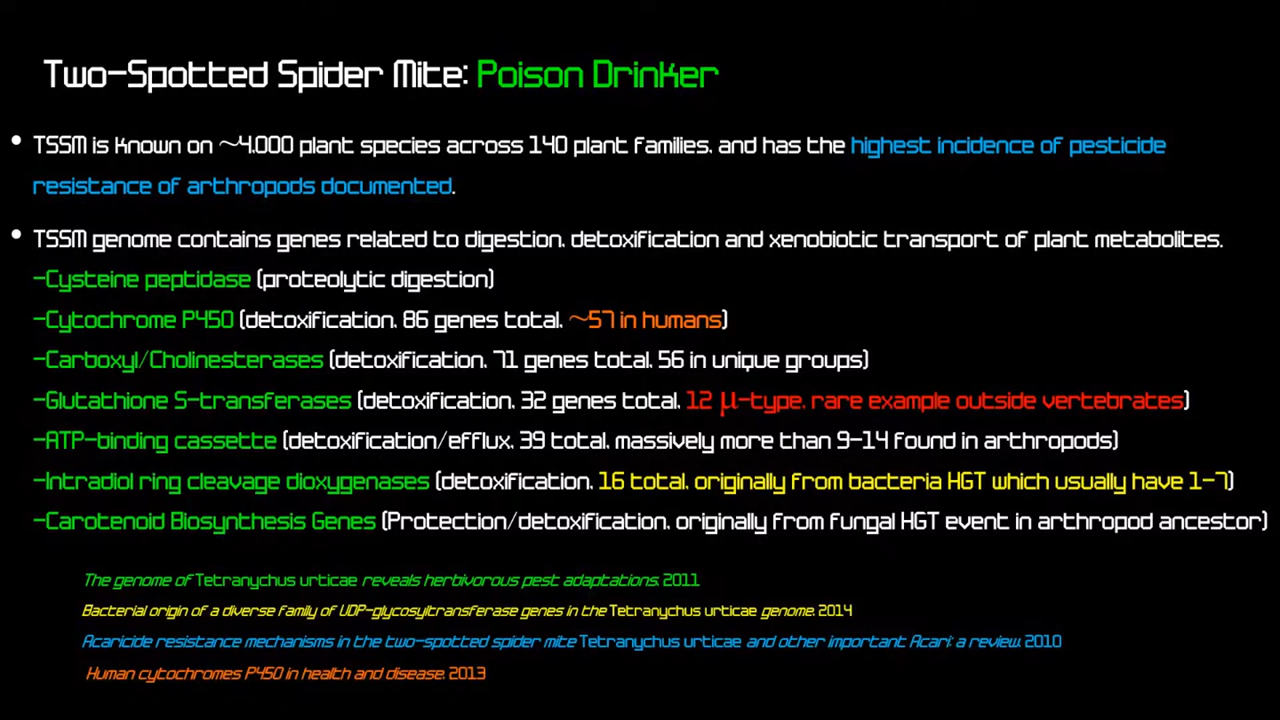 Two-Spotted Spider Mite: Poison Drinker
• TSSM is known on ~4,000 plant species across 140 plant families, and has the highest incidence of pesticide
resistance of arthropods documented.
• TSSM genome contains genes related to digestion, detoxification and xenobiotic transport of plant metabolites.
-Cysteine peptidase (proteolytic digestion)
-Cytochrome P450 (detoxification, 86 genes total, ~57 in humans)
-Carboxyl/Cholinesterases (detoxification, 71 genes total, 56 in unique groups)
-Glutathione S-transferases (detoxification, 32 genes total, 12 μ-type, rare example outside vertebrates)
-ATP-binding cassette (detoxification/efflux, 39 total, massively more than 9-14 found in arthropods)
-Intradiol ring cleavage dioxygenases (detoxification, 16 total, originally from bacteria HGT which usually have 1-7)
-Carotenoid Biosynthesis Genes (Protection/detoxification, originally from fungal HGT event in arthropod ancestor)
The genome of Tetranychus urticae reveals herbivorous pest adaptations, 2011
Bacterial origin of a diverse family of UDP-glycosyltransferase genes in the Tetranychus urticae genome, 2014
Acaricide resistance mechanisms in the two-spotted spider mite Tetranychus urticae and other important Acari: a review, 2010
Human cytochromes P450 in health and disease, 2013